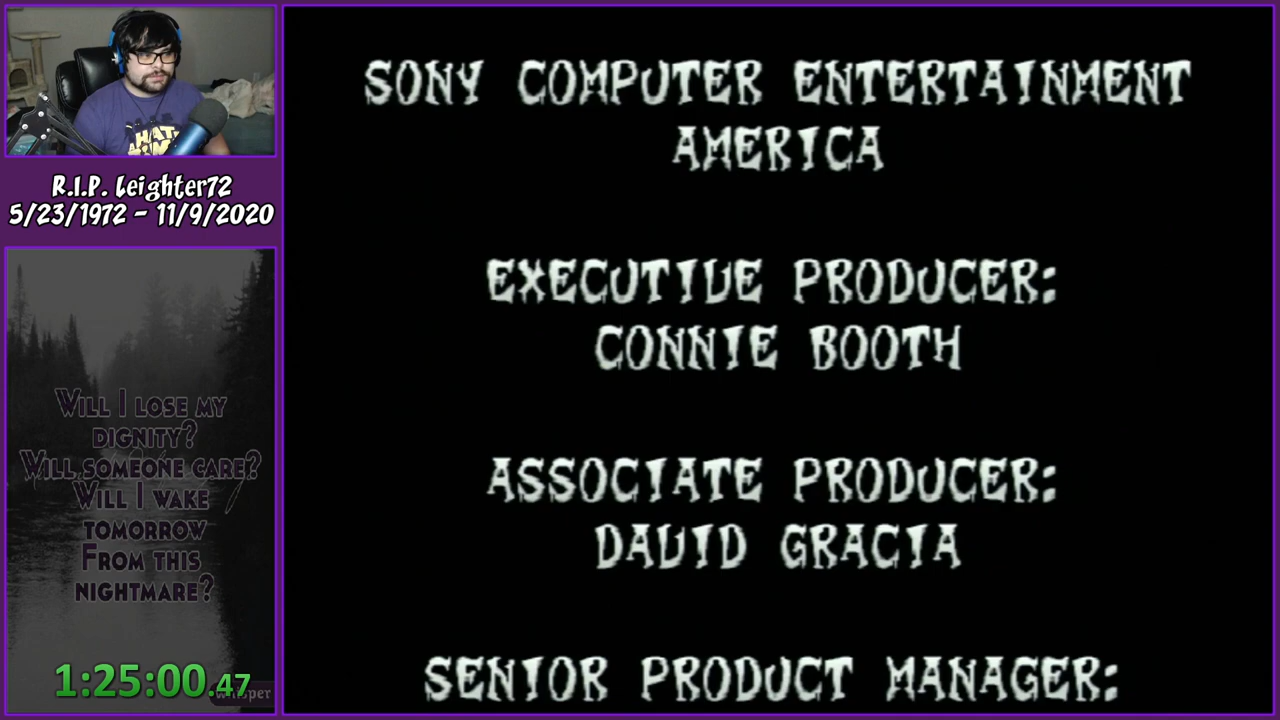 R.I.P. Leighter72
5/23/1972 - 11/9/2020
Will I lose my
dignity?
Will someone care?
Will I wake
tomorrow
From this
nightmare?
1:25:00.47
SONY COMPUTER ENTERTAINMENT
AMERICA
EXECUTIVE PRODUCER:
CONNIE BOOTH
ASSOCIATE PRODUCER:
DAVID GRACIA
SENIOR PRODUCT MANAGER: